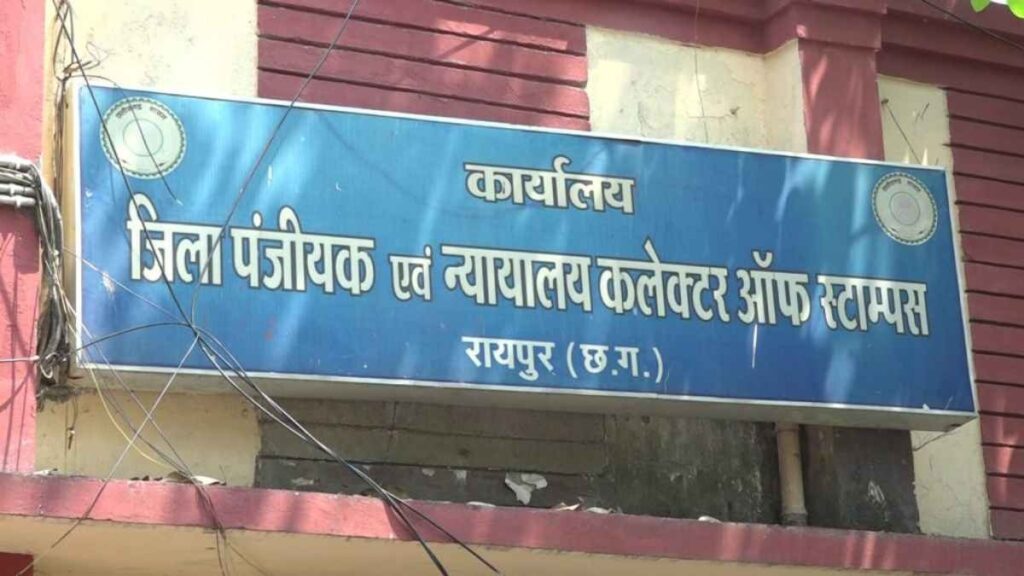 कार्यालय
जिला पंजीयक एवं न्यायालय कलेक्टर ऑफ स्टाम्पस
रायपुर (छ.ग.)